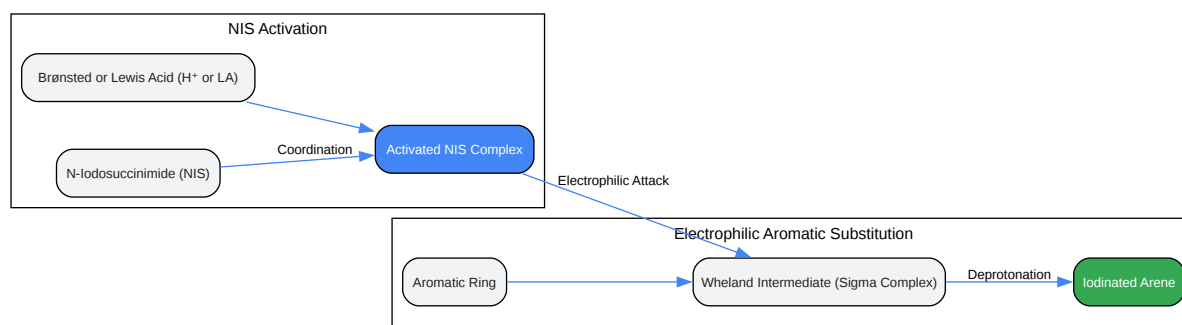 NIS Activation
Brønsted or Lewis Acid (H⁺ or LA)
N-Iodosuccinimide (NIS)
Coordination
Activated NIS Complex
Electrophilic Attack
Electrophilic Aromatic Substitution
Aromatic Ring
Wheland Intermediate (Sigma Complex)
Deprotonation
Iodinated Arene